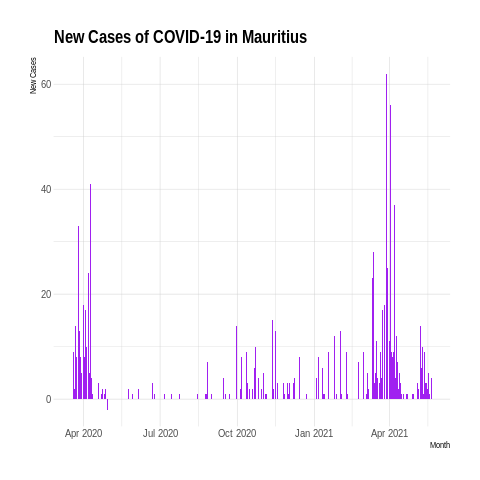 New Cases of COVID-19 in Mauritius
New Cases
60
40
20
0
Apr 2020 Jul 2020 Oct 2020 Jan 2021 Apr 2021
Month